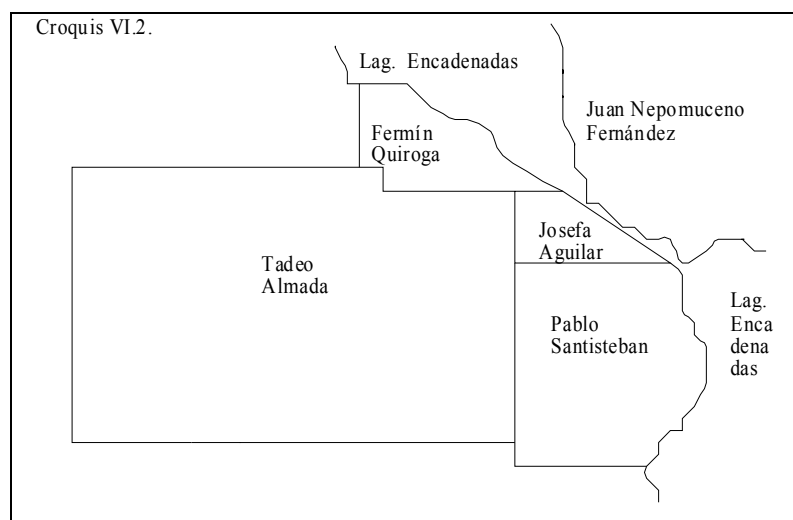 Croquis VI.2.
Lag. Encadenadas
Juan Nepomuceno
Fernández
Fermín
Quiroga
Josefa
Aguilar
Tadeo
Almada
Lag.
Enca
dena
das
Pablo
Santisteban